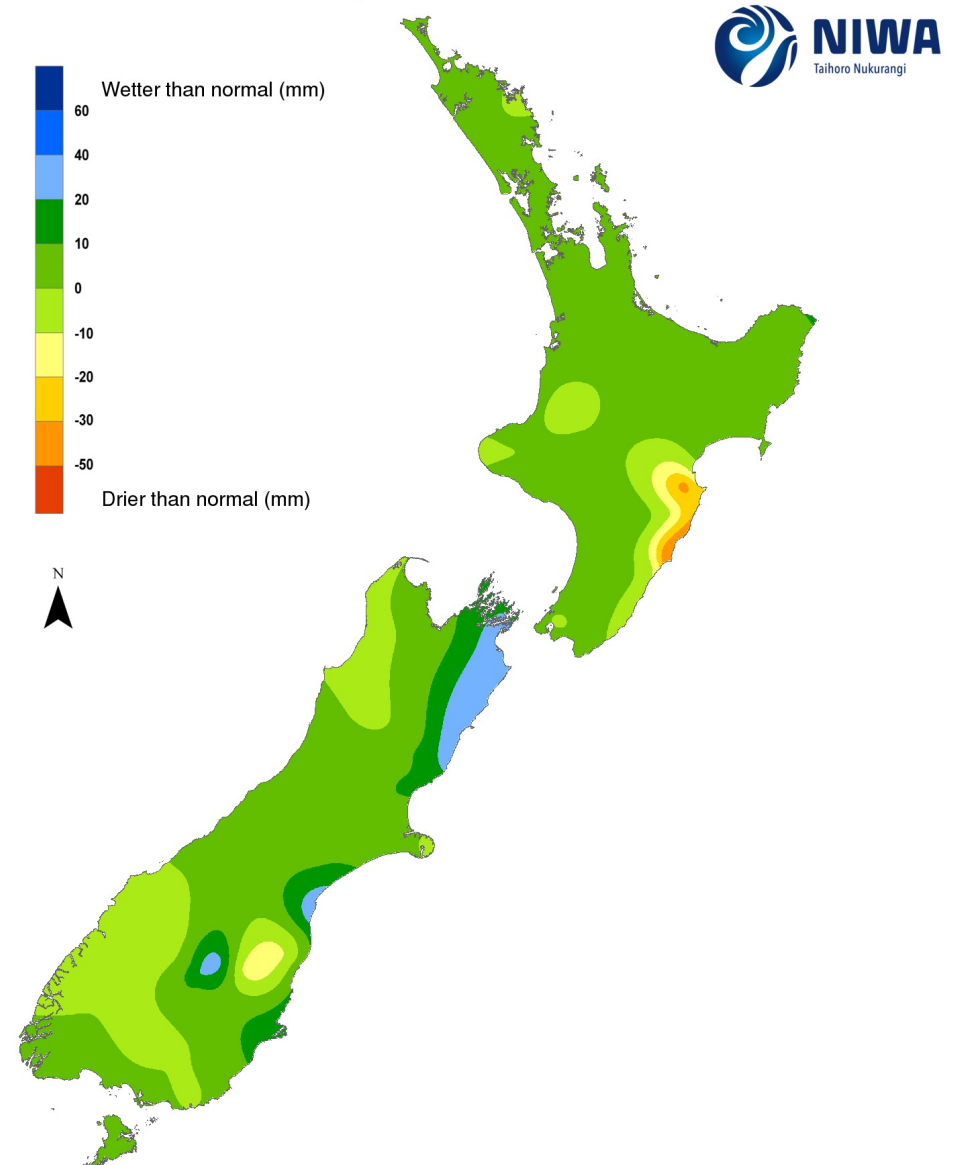 NIWA
Taihoro Nukurangi
Wetter than normal (mm)
60
40
20
10
0
-10
-20
-30
-50
Drier than normal (mm)
N